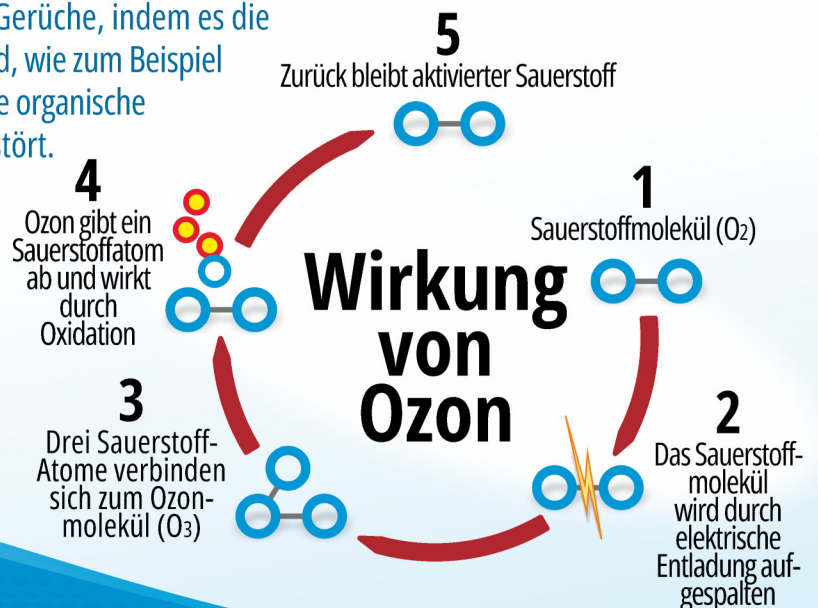 Gerüche, indem es die
wie zum Beispiel
organische
5
Zurück bleibt aktivierter Sauerstoff
4
Ozon gibt ein
Sauerstoffatom
ab und wirkt
durch
Oxidation
1
Sauerstoffmolekül (O2)
Wirkung
von
Ozon
3
Drei Sauerstoff-
Atome verbinden
sich zum Ozon-
molekül (O3)
2
Das Sauerstoff-
molekül
wird durch
elektrische
Entladung auf-
gespalten